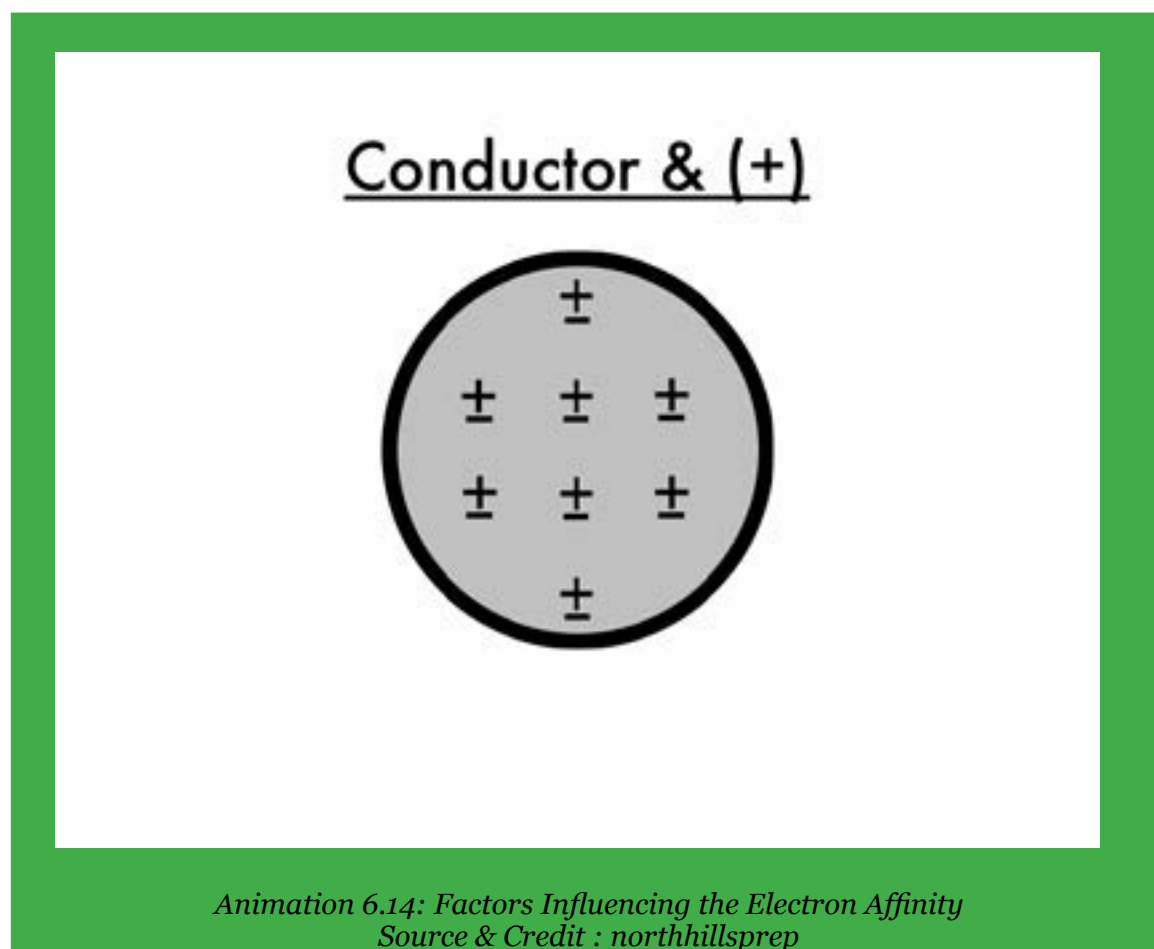 Conductor & (+)
±
± ± ±
± ± ±
±
Animation 6.14: Factors Influencing the Electron Affinity
Source & Credit : northhillsprep